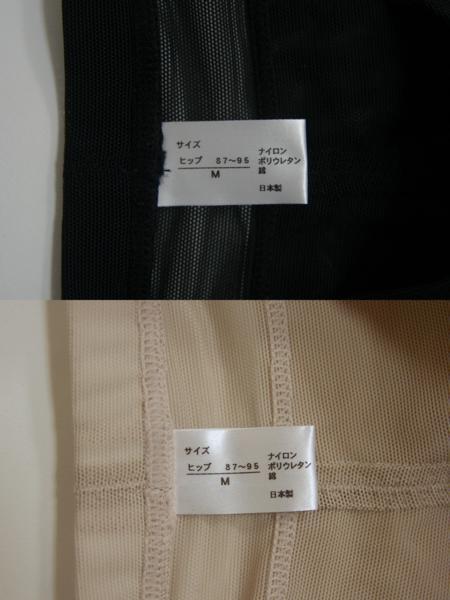 サイズ
ヒップ 87〜95
M
ナイロン
ポリウレタン
綿
日本製
サイズ
ヒップ 87〜95
M
ナイロン
ポリウレタン
綿
日本製